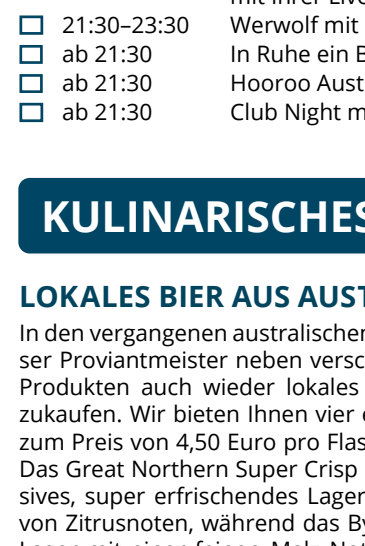 21:30–23:30 Werwolf mit
ab 21:30 In Ruhe ein
ab 21:30 Hooroo Aust
ab 21:30 Club Night m
KULINARISCHES
LOKALES BIER AUS AUST
In den vergangenen australischen
ser Proviantmeister neben versc
Produkten auch wieder lokales
zukaufen. Wir bieten Ihnen vier
zum Preis von 4,50 Euro pro Flas
Das Great Northern Super Crisp
sives, super erfrischendes Lager
von Zitrusnoten, während das By